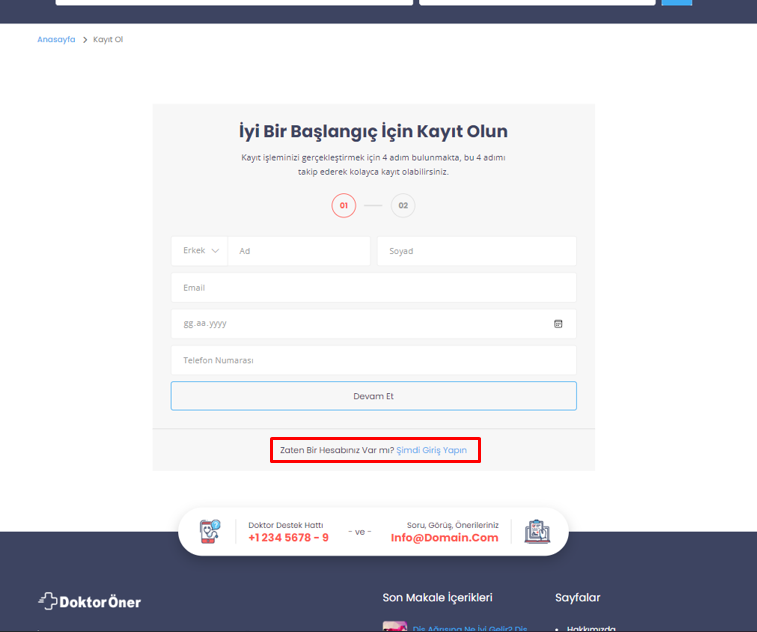 Anasayfa > Kayıt Ol
İyi Bir Başlangıç İçin Kayıt Olun
Kayıt işleminizi gerçekleştirmek için 4 adım bulunmakta, bu 4 adımı
takip ederek kolayca kayıt olabilirsiniz.
01 02
Erkek Ad Soyad
Email
gg.aa.yyyy
Telefon Numarası
Devam Et
Zaten Bir Hesabınız Var mı? Şimdi Giriş Yapın
Doktor Destek Hattı
+1 234 5678 - 9
- ve -
Soru, Görüş, Önerileriniz
Info@Domain.Com
DoktorÖner
Son Makale İçerikleri
Diş Ağrısına Ne İyi Gelir? Diş
Sayfalar
Hakkımızda